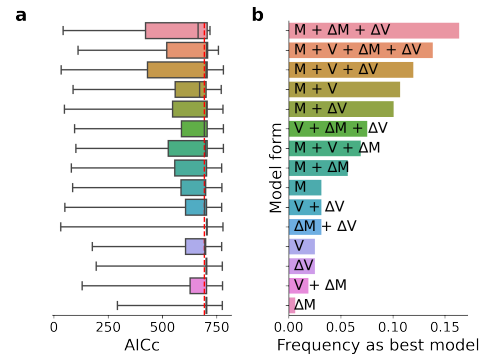 a
b
M + ΔM + ΔV
M + V + ΔM + ΔV
M + V + ΔV
M + V
M + ΔV
V + ΔM + ΔV
M + V + ΔM
M + ΔM
M
V + ΔV
ΔM + ΔV
V
ΔV
V + ΔM
ΔM
Model form
0 250 500 750
0.00 0.05 0.10 0.15
AICc
Frequency as best model